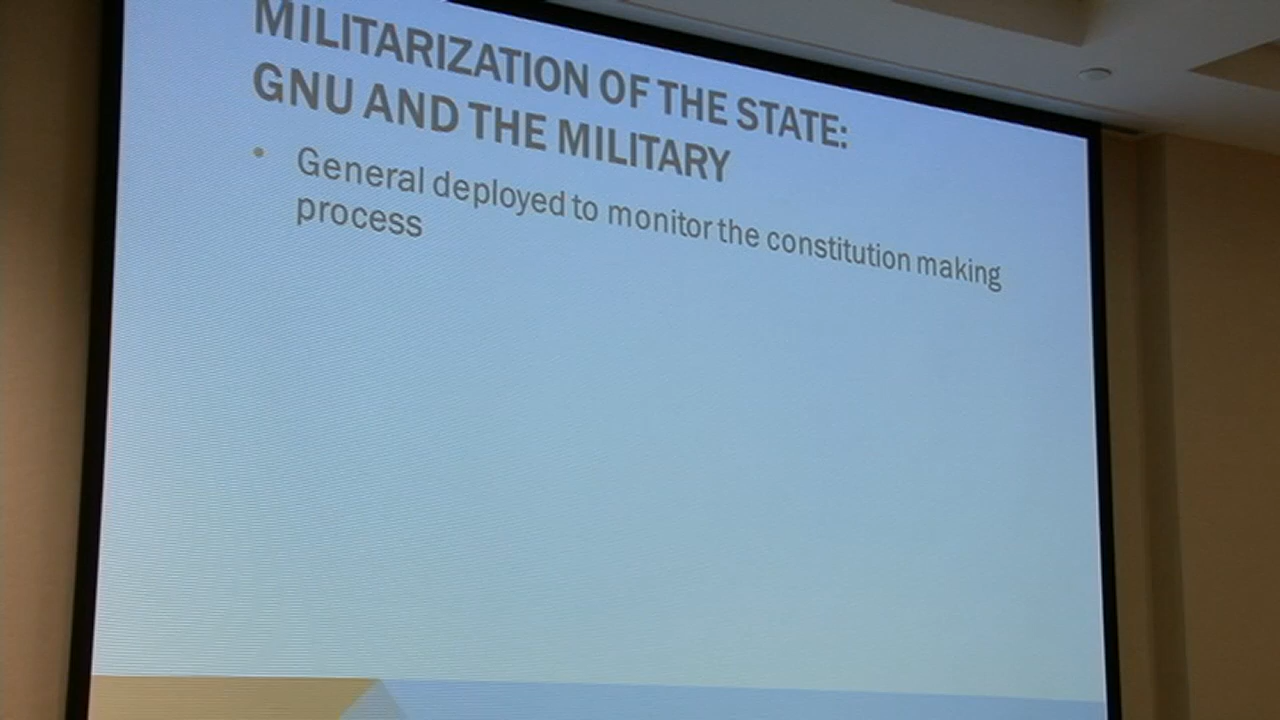 MILITARIZATION OF THE STATE:
GNU AND THE MILITARY
• General deployed to monitor the constitution making
process